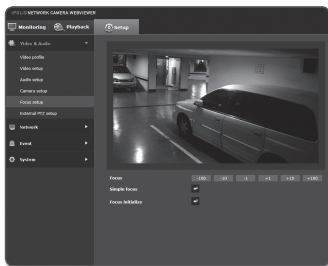 iPOLiS NETWORK CAMERA WEBVIEWER
Monitoring
Playback
Setup
Video & Audio
Video profile
Video setup
Audio setup
Camera setup
Focus setup
External PTZ setup
Network
Event
System
Focus
-100 -10 -1 +1 +10 +100
Simple focus
Focus initialize